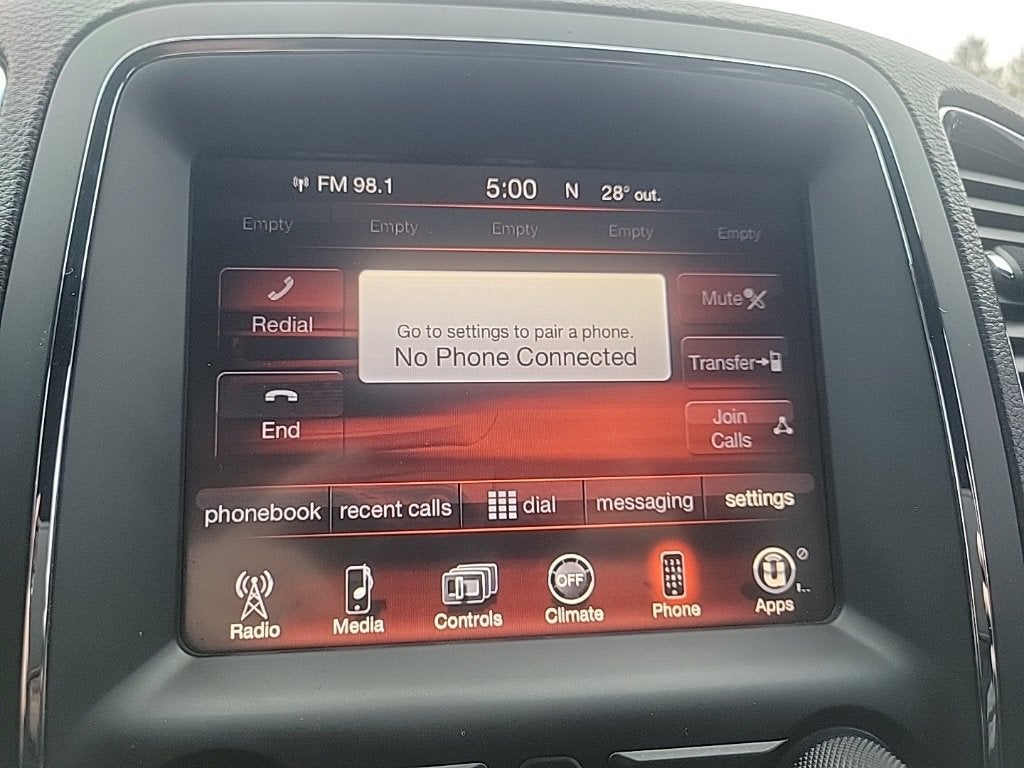 FM 98.1 5:00 N 28° out.
Empty Empty Empty Empty Empty
Redial
Go to settings to pair a phone.
No Phone Connected
Mute
Transfer
End
Join
Calls
phonebook recent calls dial messaging settings
OFF
Radio Media Controls Climate Phone Apps